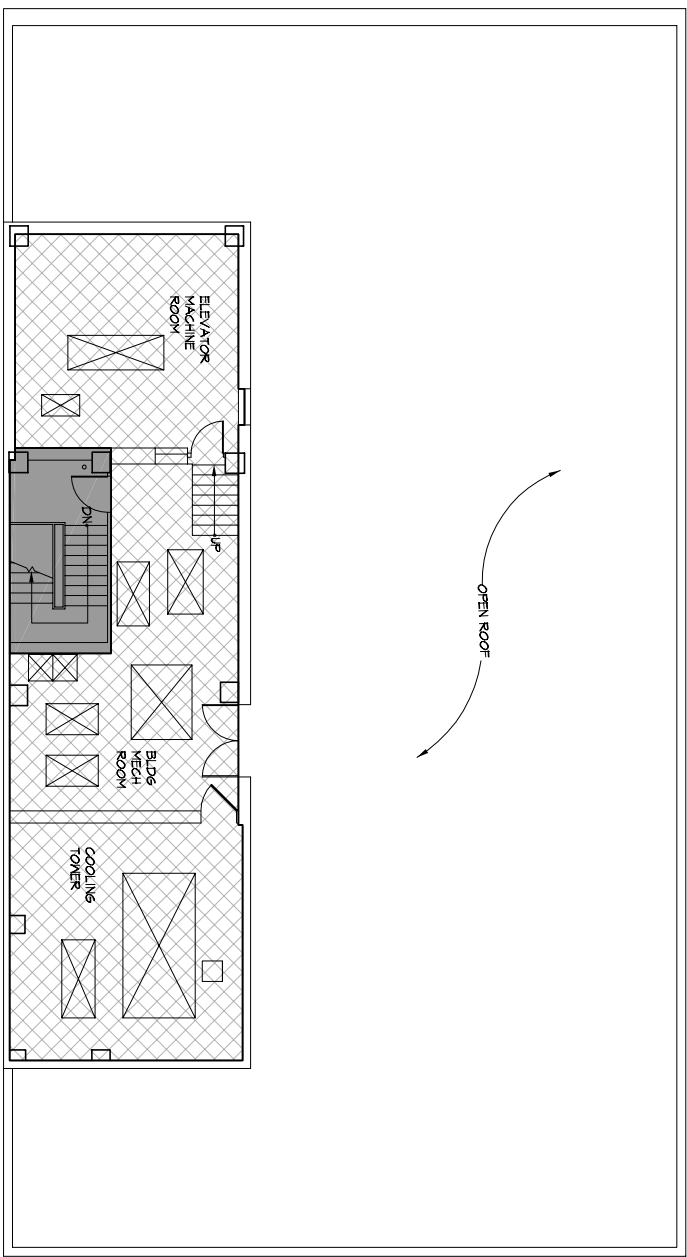 ELEVATOR
MACHINE
ROOM
DN
UP
OPEN ROOF
BLDG
MECH
ROOM
COOLING
TOWER